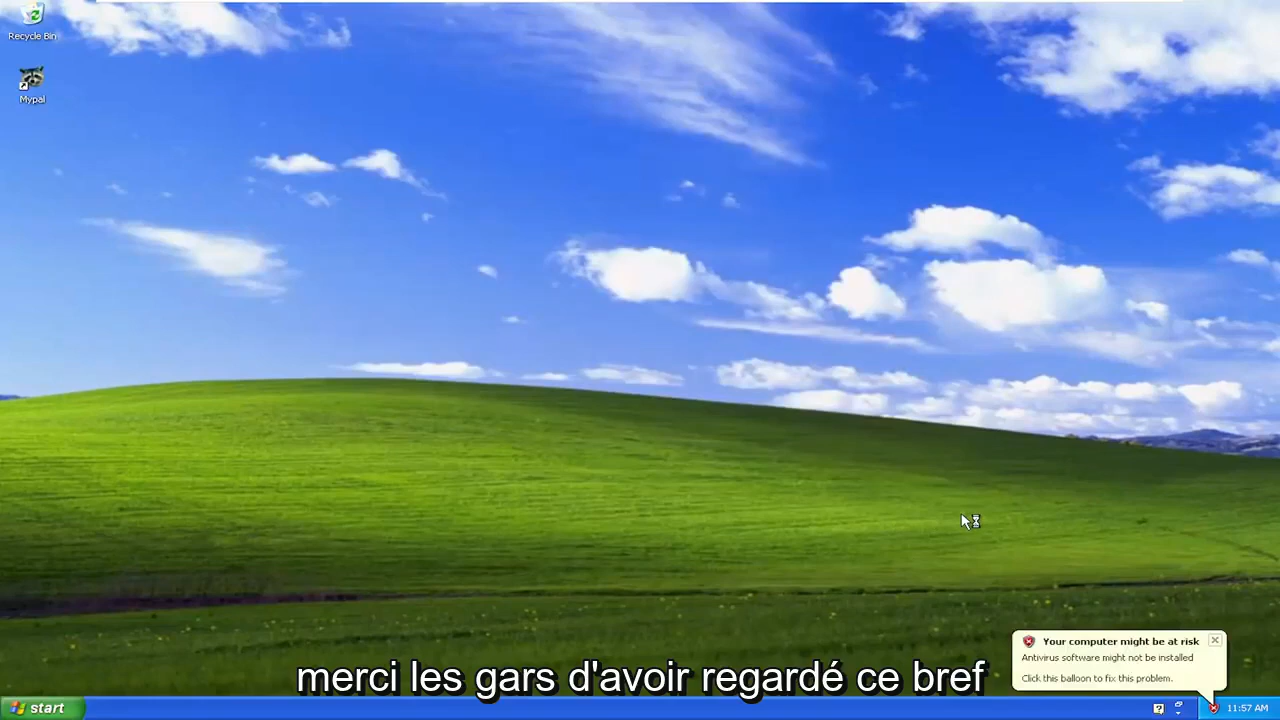 Recycle Bin
Mypal
Your computer might be at risk
Antivirus software might not be installed
Click this balloon to fix this problem.
merci les gars d'avoir regardé ce bref
start
?
11:57 AM